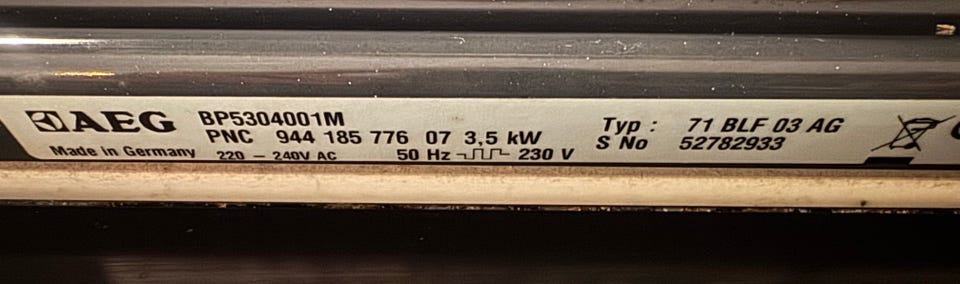 AEG BP5304001M
PNC 944 185 776 07 3,5 kW
Made in Germany 220 – 240V AC 50 Hz 230 V
Typ : 71 BLF 03 AG
S No 52782933